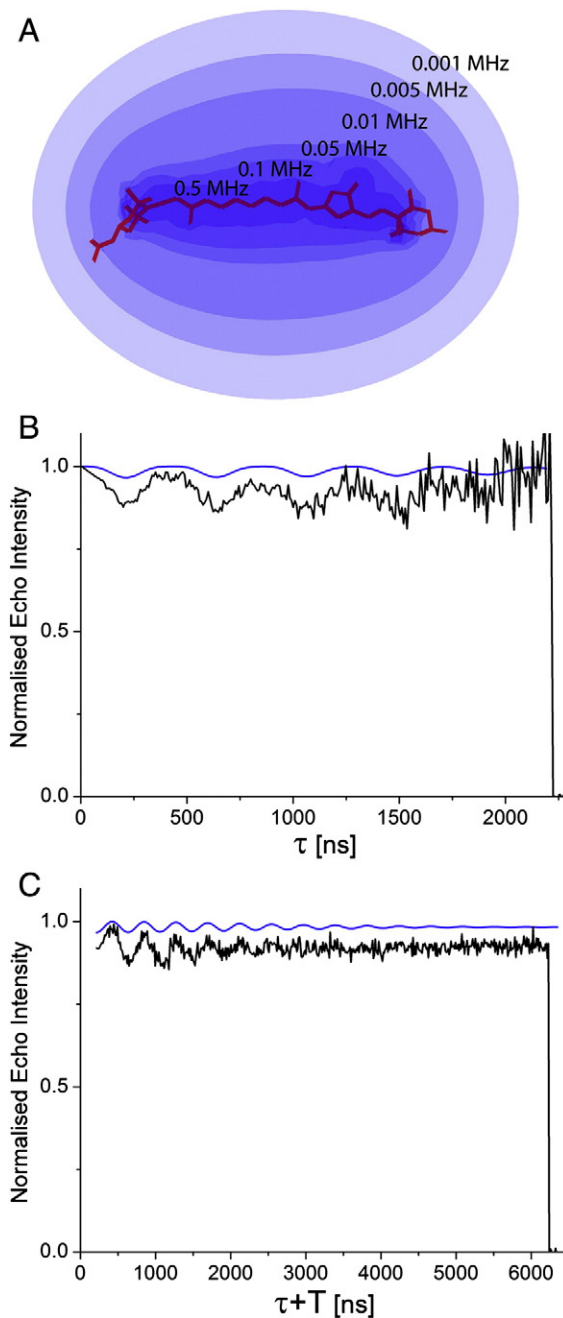 A
0.001 MHz
0.005 MHz
0.01 MHz
0.05 MHz
0.1 MHz
0.5 MHz
B
Normalised Echo Intensity
1.0
0.5
0.0
0 500 1000 1500 2000
τ [ns]
C
Normalised Echo Intensity
1.0
0.5
0.0
0 1000 2000 3000 4000 5000 6000
τ+T [ns]